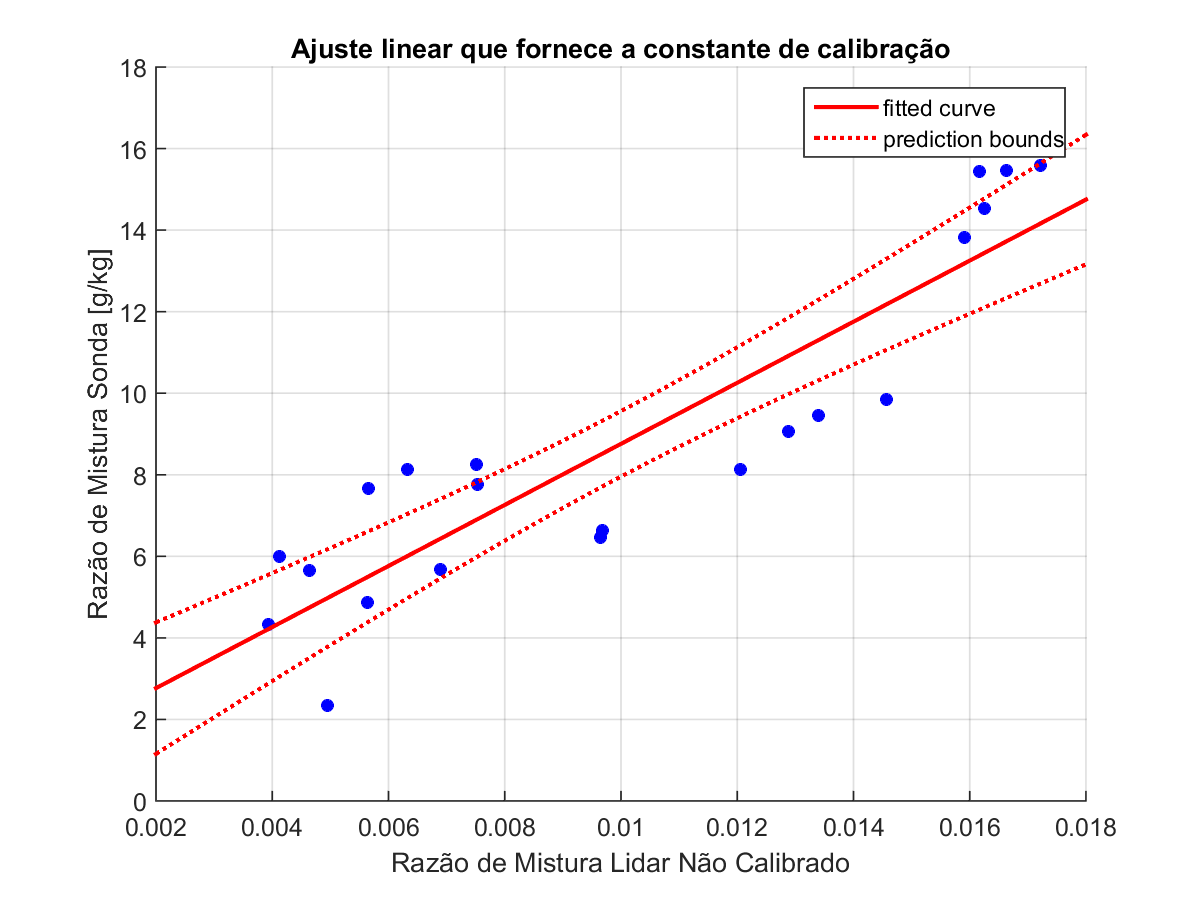 Ajuste linear que fornece a constante de calibração
fitted curve
prediction bounds
18
16
14
12
10
8
6
4
2
0
Razão de Mistura Sonda [g/kg]
0.002 0.004 0.006 0.008 0.01 0.012 0.014 0.016 0.018
Razão de Mistura Lidar Não Calibrado